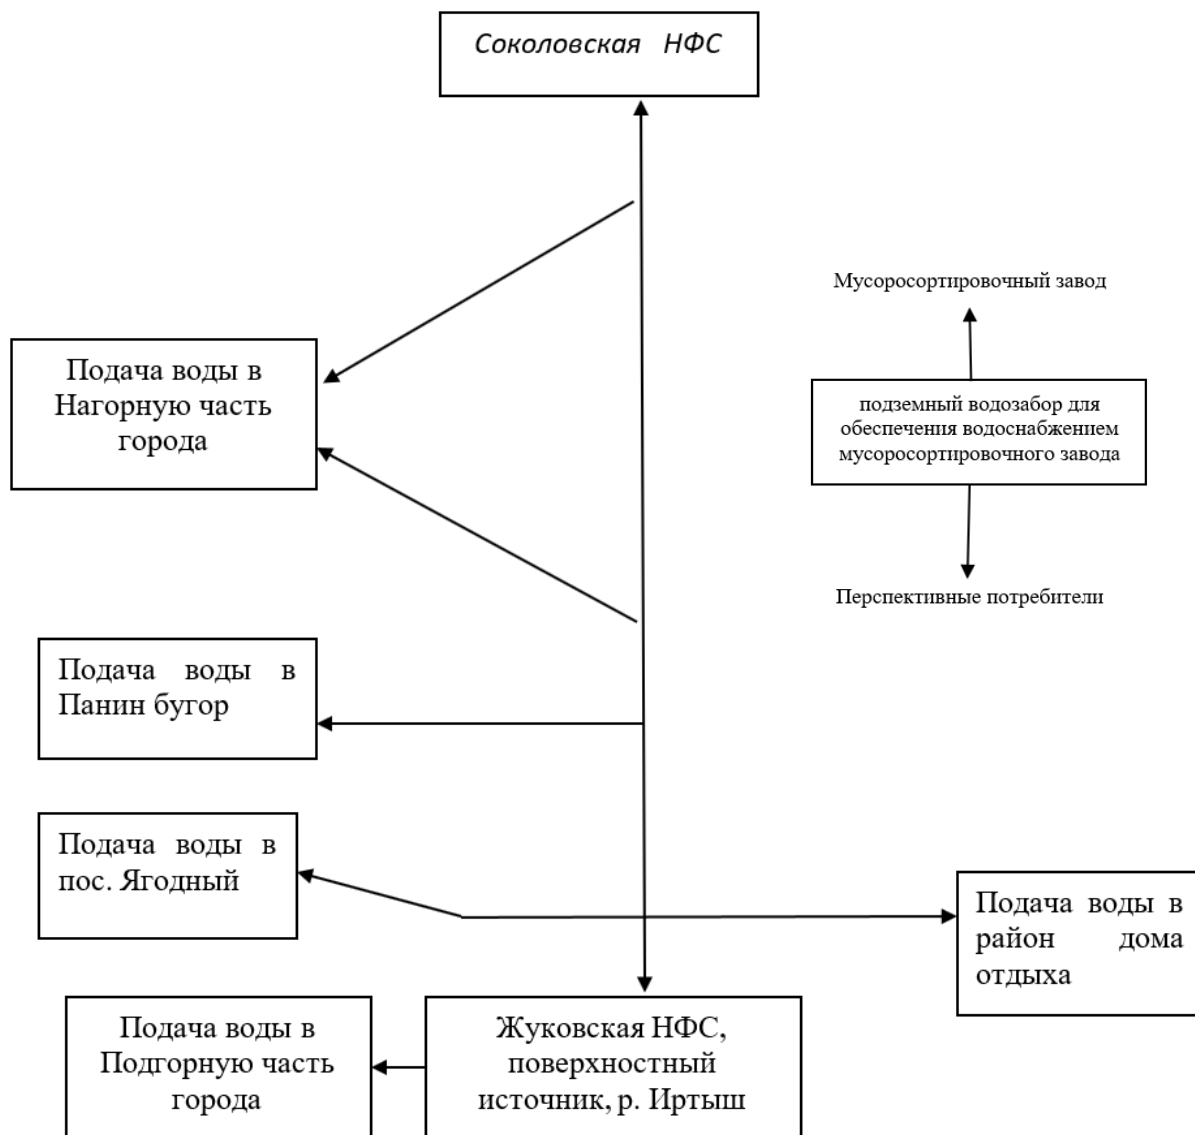 Соколовская НФС
Мусоросортировочный завод
Подача воды в
Нагорную часть
города
подземный водозабор для
обеспечения водоснабжением
мусоросортировочного завода
Перспективные потребители
Подача воды в
Панин бугор
Подача воды в
пос. Ягодный
Подача воды в
район дома
отдыха
Подача воды в
Подгорную часть
города
Жуковская НФС,
поверхностный
источник, р. Иртыш